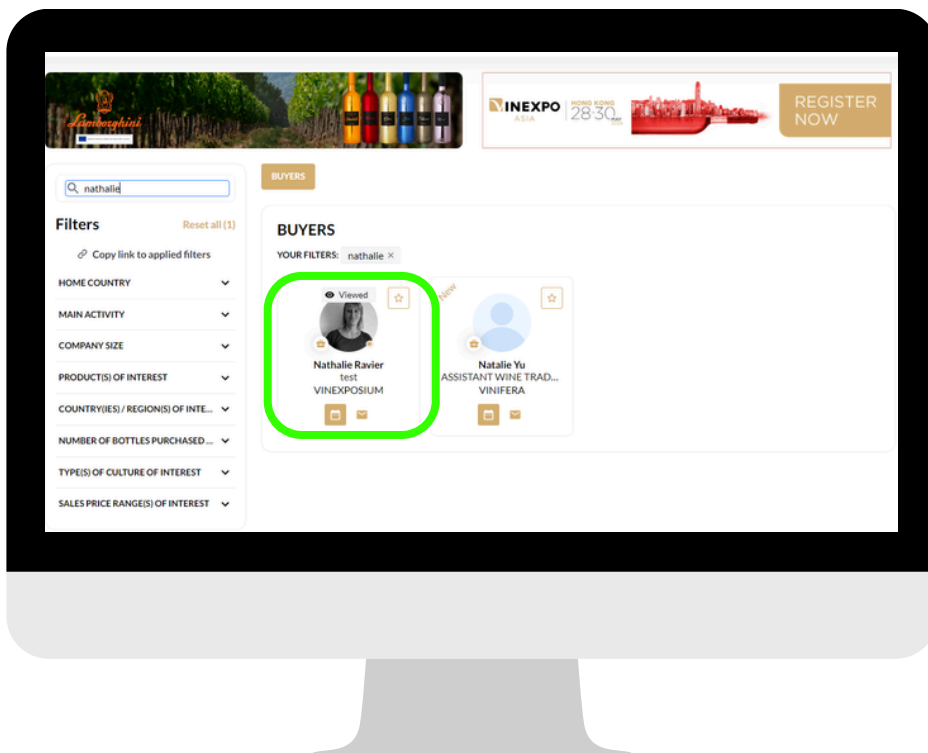 Lamborghini
VINEXPO
ASIA
HONG KONG
28-30
REGISTER
NOW
nathalie
BUYERS
Filters
Reset all (1)
Copy link to applied filters
HOME COUNTRY
MAIN ACTIVITY
COMPANY SIZE
PRODUCT(S) OF INTEREST
COUNTRY(IES) / REGION(S) OF INTE...
NUMBER OF BOTTLES PURCHASED ...
TYPE(S) OF CULTURE OF INTEREST
SALES PRICE RANGE(S) OF INTEREST
BUYERS
YOUR FILTERS: nathalie ×
Viewed
Nathalie Ravier
test
VINEXPOSIUM
New
Natalie Yu
ASSISTANT WINE TRAD...
VINIFERA